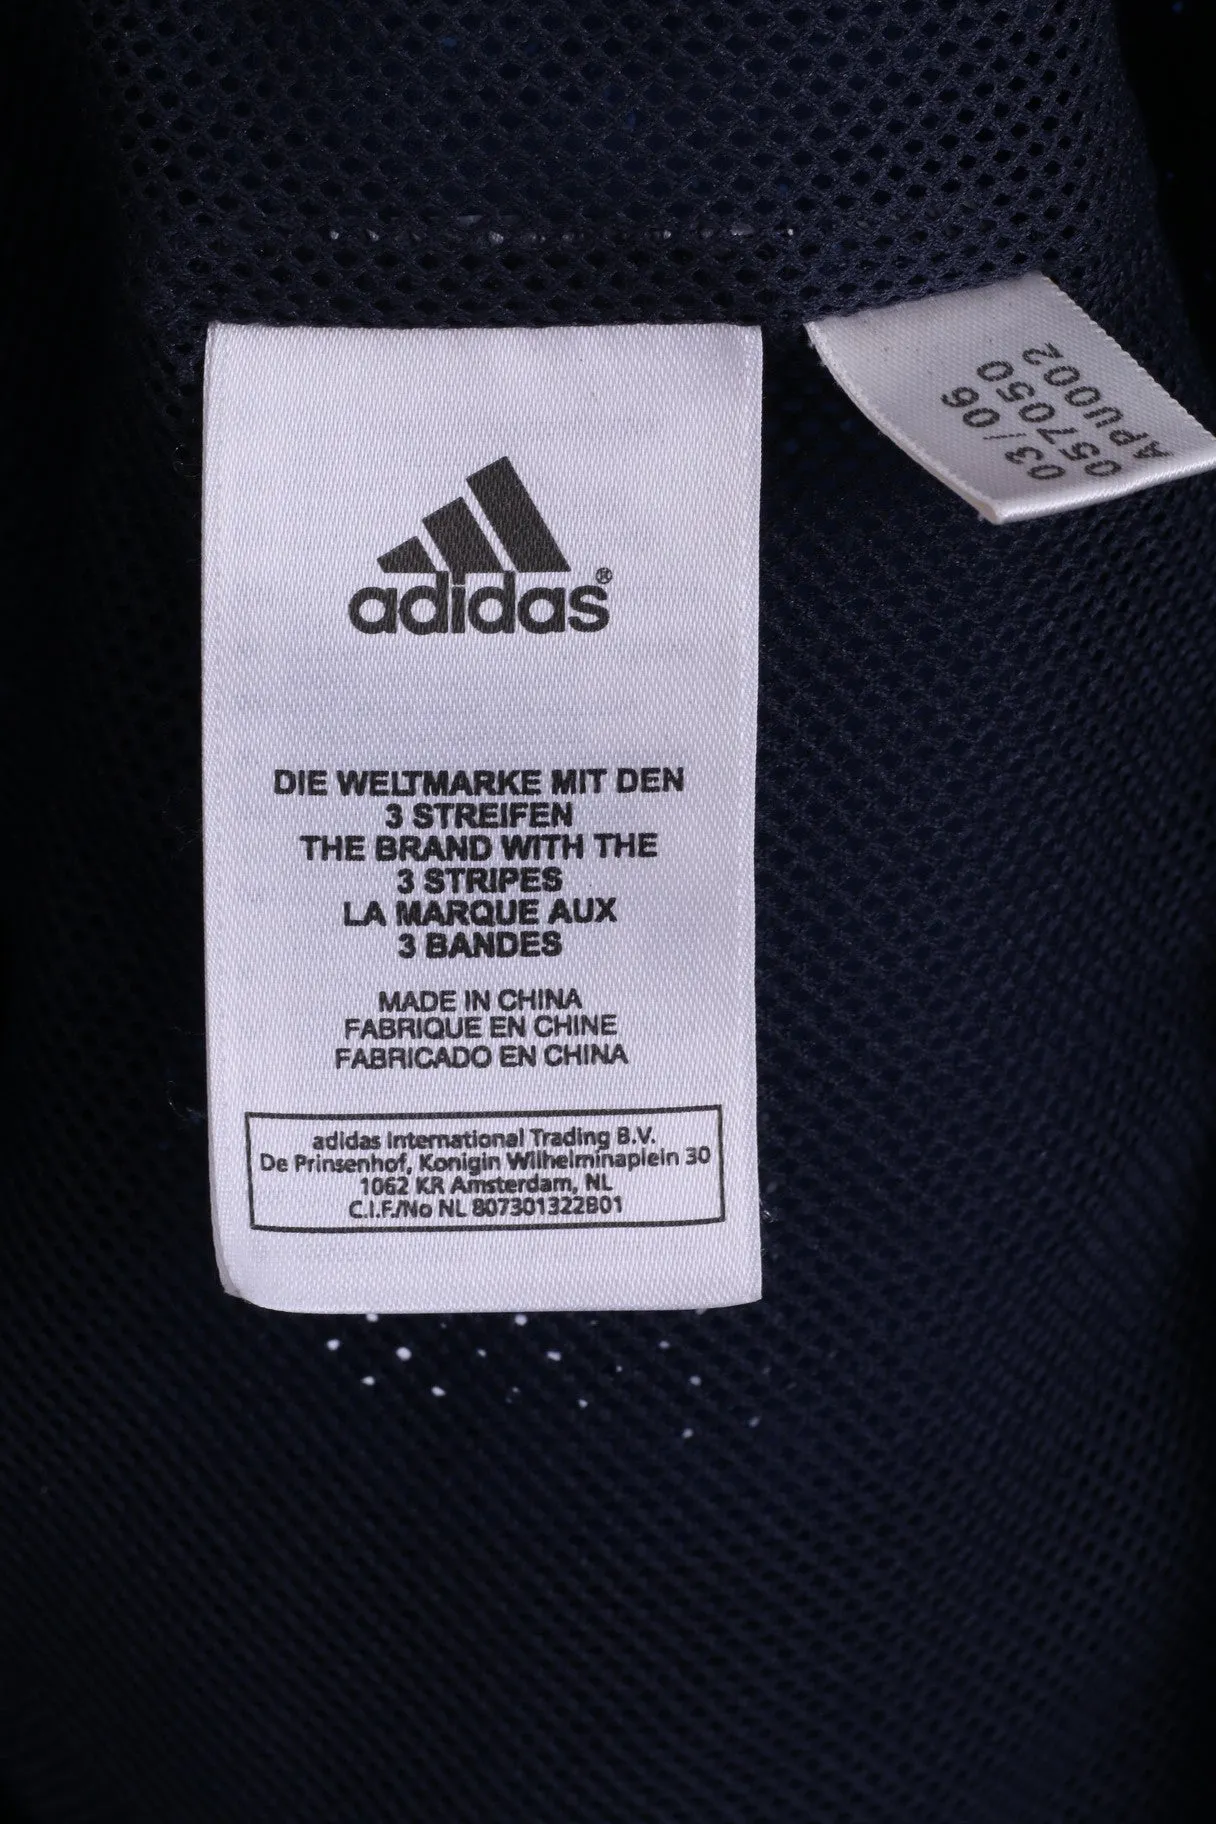 adidas®
DIE WELTMARKE MIT DEN
3 STREIFEN
THE BRAND WITH THE
3 STRIPES
LA MARQUE AUX
3 BANDES
MADE IN CHINA
FABRIQUE EN CHINE
FABRICADO EN CHINA
adidas International Trading B.V.
De Prinsenhof, Konigin Wilhelminaplein 30
1062 KR Amsterdam, NL
C.I.F./No NL 807301322B01
03/06
057050
APU002